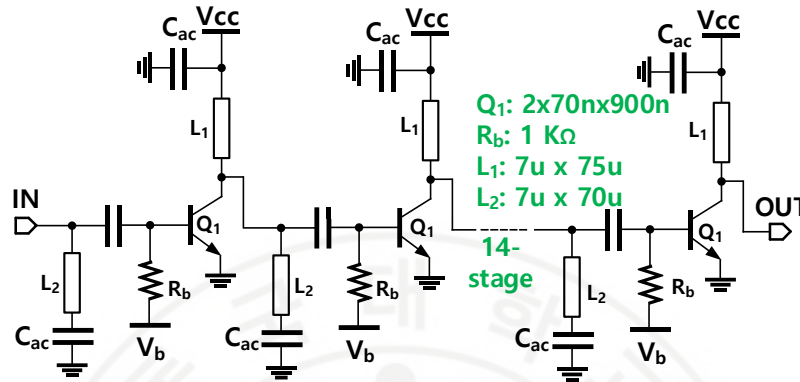 Vcc
Vcc
Vcc
Cac
Cac
Cac
L₁
L₁
L₁
Q₁: 2x70nx900n
Rb: 1 KΩ
L₁: 7u x 75u
L₂: 7u x 70u
IN
Q₁
Q₁
Q₁
OUT
14-
stage
L₂
Rb
L₂
Rb
L₂
Rb
Cac
Vb
Cac
Vb
Cac
Vb